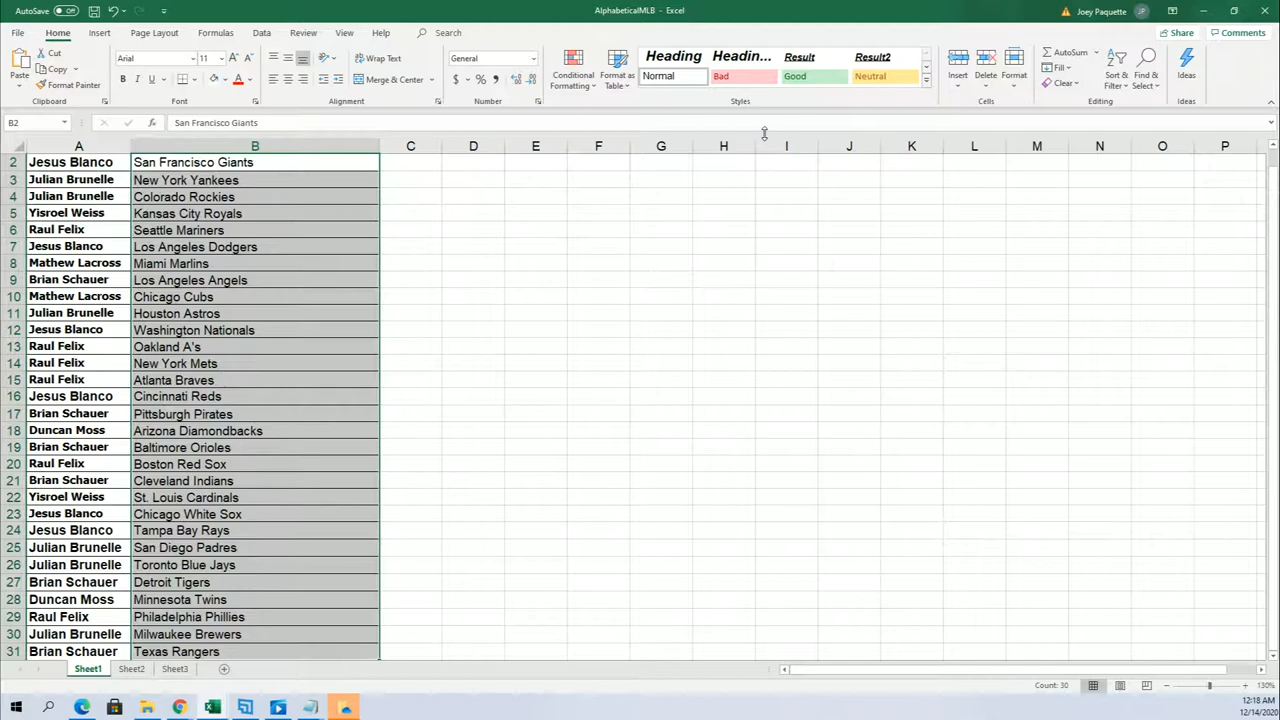 AutoSave Off AlphabeticalMLB - Excel Joey Paquette JP
File Home Insert Page Layout Formulas Data Review View Help Search Share Comments
Paste Cut Copy Format Painter Clipboard
Arial 11 B I U A Font
Wrap Text Merge & Center Alignment
General $ % Number
Conditional Formatting Format as Table
Heading Headin... Result Result2
Normal Bad Good Neutral
Styles
Insert Delete Format Cells
AutoSum Fill Clear Sort & Filter Find & Select Editing
Ideas Ideas
B2 fx San Francisco Giants
A B C D E F G H I J K L M N O P
2 Jesus Blanco San Francisco Giants
3 Julian Brunelle New York Yankees
4 Julian Brunelle Colorado Rockies
5 Yisroel Weiss Kansas City Royals
6 Raul Felix Seattle Mariners
7 Jesus Blanco Los Angeles Dodgers
8 Mathew Lacross Miami Marlins
9 Brian Schauer Los Angeles Angels
10 Mathew Lacross Chicago Cubs
11 Julian Brunelle Houston Astros
12 Jesus Blanco Washington Nationals
13 Raul Felix Oakland A's
14 Raul Felix New York Mets
15 Raul Felix Atlanta Braves
16 Jesus Blanco Cincinnati Reds
17 Brian Schauer Pittsburgh Pirates
18 Duncan Moss Arizona Diamondbacks
19 Brian Schauer Baltimore Orioles
20 Raul Felix Boston Red Sox
21 Brian Schauer Cleveland Indians
22 Yisroel Weiss St. Louis Cardinals
23 Jesus Blanco Chicago White Sox
24 Jesus Blanco Tampa Bay Rays
25 Julian Brunelle San Diego Padres
26 Julian Brunelle Toronto Blue Jays
27 Brian Schauer Detroit Tigers
28 Duncan Moss Minnesota Twins
29 Raul Felix Philadelphia Phillies
30 Julian Brunelle Milwaukee Brewers
31 Brian Schauer Texas Rangers
Sheet1 Sheet2 Sheet3
Count: 30 130%
12:18 AM
12/14/2020